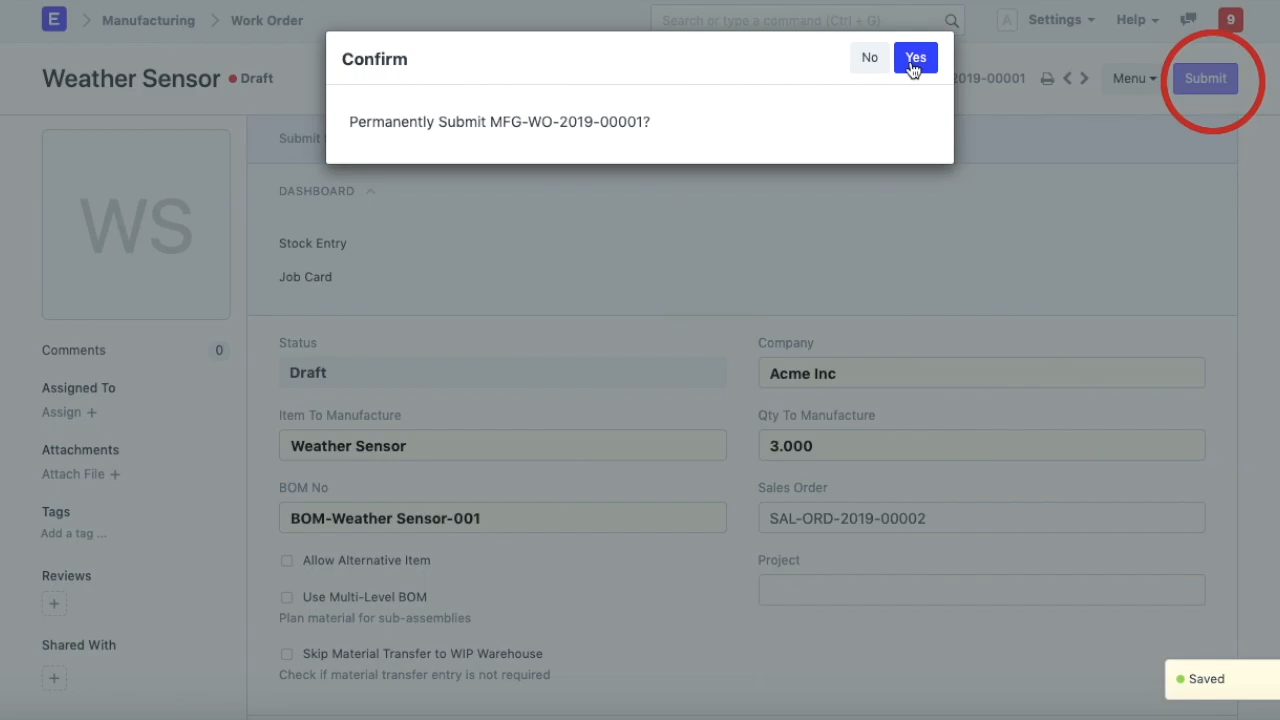 E
Manufacturing
Work Order
Search or type a command (Ctrl + G)
A
Settings
Help
9
Confirm
No
Yes
Permanently Submit MFG-WO-2019-00001?
Weather Sensor
Draft
2019-00001
Menu
Submit
Submit
WS
DASHBOARD
Stock Entry
Job Card
Comments
0
Assigned To
Assign +
Attachments
Attach File +
Tags
Add a tag ...
Reviews
+
Shared With
+
Status
Draft
Company
Acme Inc
Item To Manufacture
Weather Sensor
Qty To Manufacture
3.000
BOM No
BOM-Weather Sensor-001
Sales Order
SAL-ORD-2019-00002
Allow Alternative Item
Project
Use Multi-Level BOM
Plan material for sub-assemblies
Skip Material Transfer to WIP Warehouse
Check if material transfer entry is not required
Saved